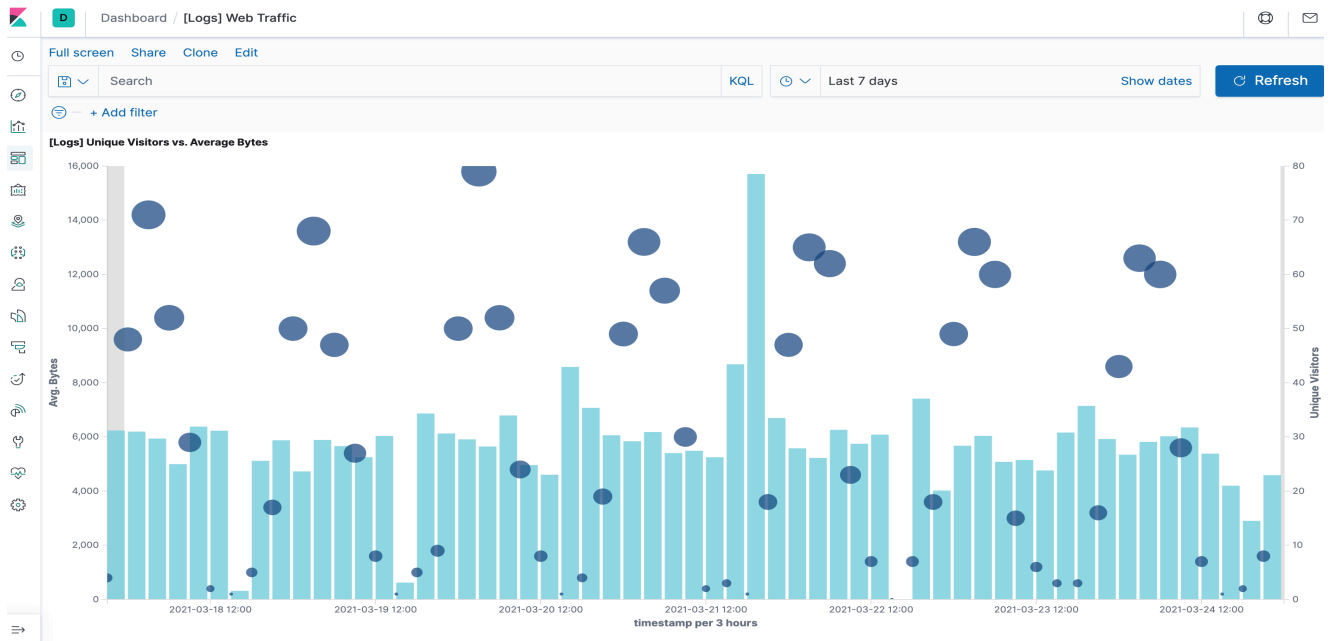 D Dashboard / [Logs] Web Traffic
Full screen Share Clone Edit
Search KQL Last 7 days Show dates Refresh
+ Add filter
[Logs] Unique Visitors vs. Average Bytes
16,000
14,000
12,000
10,000
8,000
6,000
4,000
2,000
0
Avg. Bytes
80
70
60
50
40
30
20
10
0
Unique Visitors
2021-03-18 12:00 2021-03-19 12:00 2021-03-20 12:00 2021-03-21 12:00 2021-03-22 12:00 2021-03-23 12:00 2021-03-24 12:00
timestamp per 3 hours